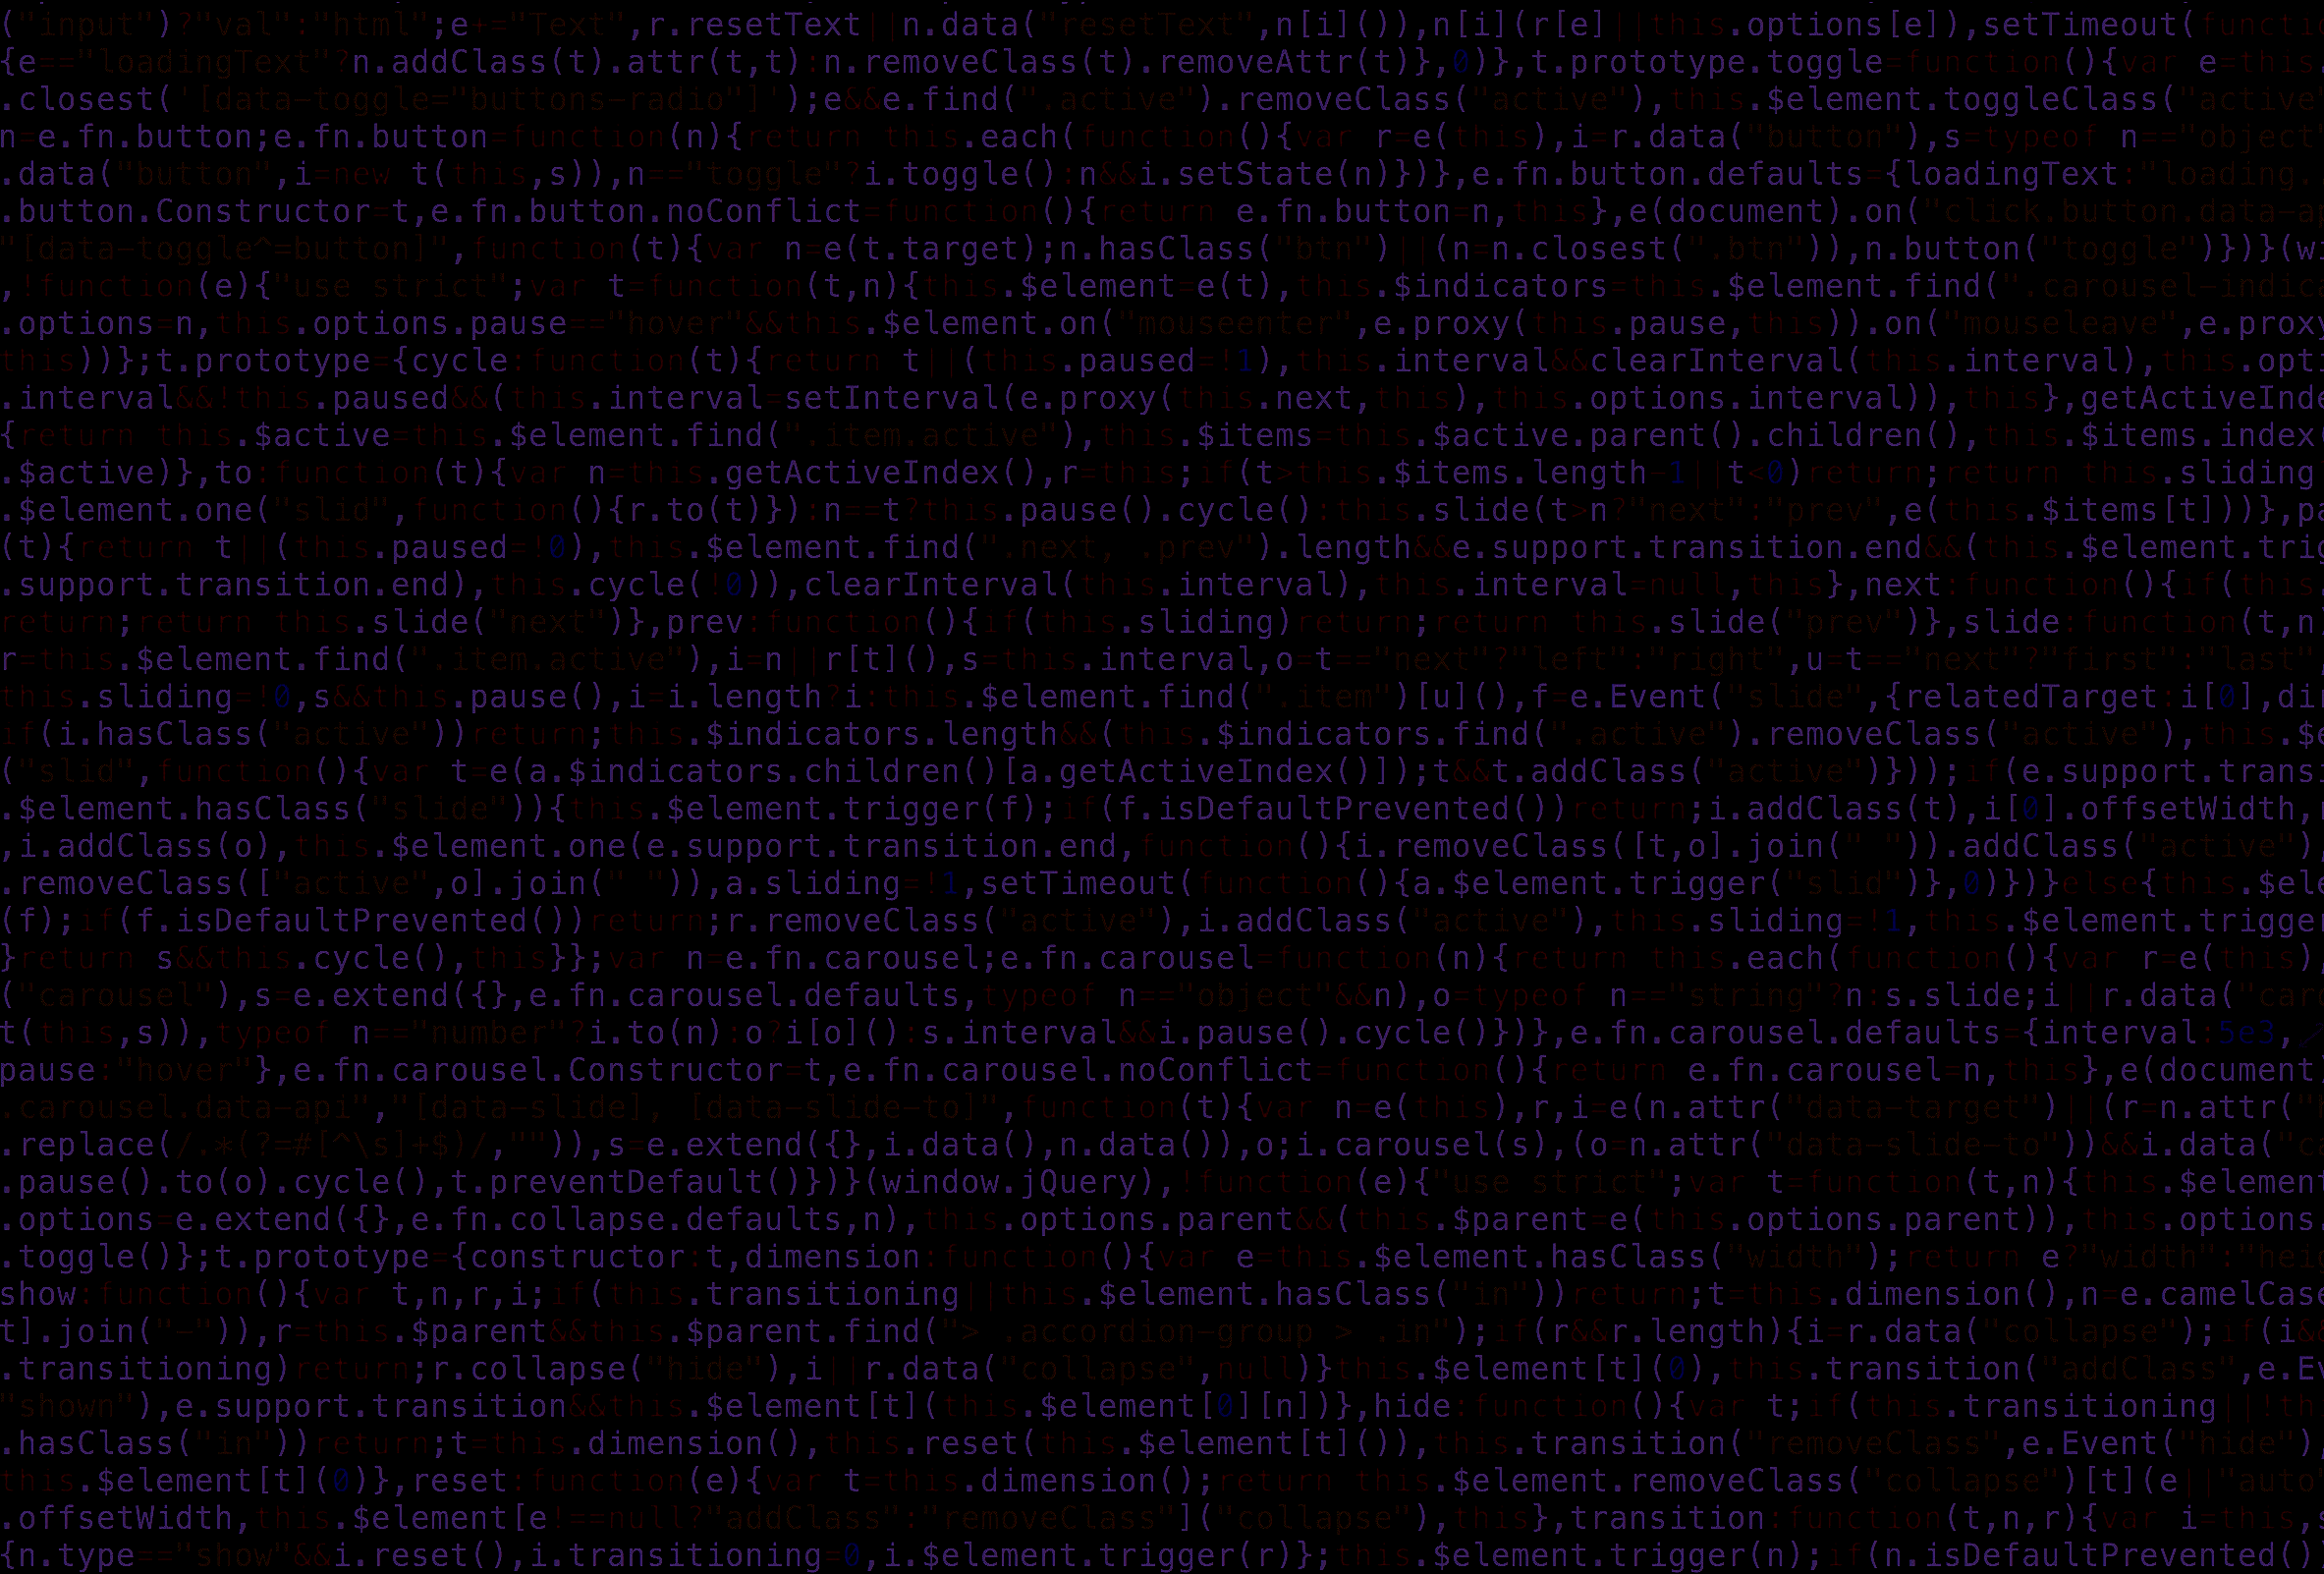 ("input")?"val":"html";e+="Text",r.resetText||n.data("resetText",n[i]()),n[i](r[e]||this.options[e]),setTimeout(functi
{e=="loadingText"?n.addClass(t).attr(t,t):n.removeClass(t).removeAttr(t)},0)},t.prototype.toggle=function(){var e=this.
.closest('[data-toggle="buttons-radio"]');e&&e.find(".active").removeClass("active"),this.$element.toggleClass("active"
n=e.fn.button;e.fn.button=function(n){return this.each(function(){var r=e(this),i=r.data("button"),s=typeof n=="object"
.data("button",i=new t(this,s)),n=="toggle"?i.toggle():n&&i.setState(n)})},e.fn.button.defaults={loadingText:"loading.
.button.Constructor=t,e.fn.button.noConflict=function(){return e.fn.button=n,this},e(document).on("click.button.data-a
"[data-toggle^=button]",function(t){var n=e(t.target);n.hasClass("btn")||(n=n.closest(".btn")),n.button("toggle")})}(wi
,!function(e){"use strict";var t=function(t,n){this.$element=e(t),this.$indicators=this.$element.find(".carousel-indica
.options=n,this.options.pause=="hover"&&this.$element.on("mouseenter",e.proxy(this.pause,this)).on("mouseleave",e.proxy
this))};t.prototype={cycle:function(t){return t||(this.paused=!1),this.interval&&clearInterval(this.interval),this.opti
.interval&&!this.paused&&(this.interval=setInterval(e.proxy(this.next,this),this.options.interval)),this},getActiveInde
{return this.$active=this.$element.find(".item.active"),this.$items=this.$active.parent().children(),this.$items.index(
.$active)},to:function(t){var n=this.getActiveIndex(),r=this;if(t>this.$items.length-1||t<0)return;return this.sliding
.$element.one("slid",function(){r.to(t)}):n==t?this.pause().cycle():this.slide(t>n?"next":"prev",e(this.$items[t]))},pa
(t){return t||(this.paused=!0),this.$element.find(".next, .prev").length&&e.support.transition.end&&(this.$element.trig
.support.transition.end),this.cycle(!0)),clearInterval(this.interval),this.interval=null,this},next:function(){if(this.
return;return this.slide("next")},prev:function(){if(this.sliding)return;return this.slide("prev")},slide:function(t,n
r=this.$element.find(".item.active"),i=n||r[t](),s=this.interval,o=t=="next"?"left":"right",u=t=="next"?"first":"last",
this.sliding=!0,s&&this.pause(),i=i.length?i:this.$element.find(".item")[u](),f=e.Event("slide",{relatedTarget:i[0],di
if(i.hasClass("active"))return;this.$indicators.length&&(this.$indicators.find(".active").removeClass("active"),this.$e
("slid",function(){var t=e(a.$indicators.children()[a.getActiveIndex()]);t&&t.addClass("active")}));if(e.support.transi
.$element.hasClass("slide")){this.$element.trigger(f);if(f.isDefaultPrevented())return;i.addClass(t),i[0].offsetWidth,
,i.addClass(o),this.$element.one(e.support.transition.end,function(){i.removeClass([t,o].join(" ")).addClass("active"),
.removeClass(["active",o].join(" ")),a.sliding=!1,setTimeout(function(){a.$element.trigger("slid")},0)})}else{this.$ele
(f);if(f.isDefaultPrevented())return;r.removeClass("active"),i.addClass("active"),this.sliding=!1,this.$element.trigger
}return s&&this.cycle(),this}};var n=e.fn.carousel;e.fn.carousel=function(n){return this.each(function(){var r=e(this),
("carousel"),s=e.extend({},e.fn.carousel.defaults,typeof n=="object"&&n),o=typeof n=="string"?n:s.slide;i||r.data("car
t(this,s)),typeof n=="number"?i.to(n):o?i[o]():s.interval&&i.pause().cycle()})},e.fn.carousel.defaults={interval:5e3,
pause:"hover"},e.fn.carousel.Constructor=t,e.fn.carousel.noConflict=function(){return e.fn.carousel=n,this},e(document
.carousel.data-api","[data-slide], [data-slide-to]",function(t){var n=e(this),r,i=e(n.attr("data-target")||(r=n.attr("h
.replace(/.*(?=#[^\s]+$)/,"")),s=e.extend({},i.data(),n.data()),o;i.carousel(s),(o=n.attr("data-slide-to"))&&i.data("c
.pause().to(o).cycle(),t.preventDefault()})}(window.jQuery),!function(e){"use strict";var t=function(t,n){this.$element
.options=e.extend({},e.fn.collapse.defaults,n),this.options.parent&&(this.$parent=e(this.options.parent)),this.options.
.toggle()};t.prototype={constructor:t,dimension:function(){var e=this.$element.hasClass("width");return e?"width":"heig
show:function(){var t,n,r,i;if(this.transitioning||this.$element.hasClass("in"))return;t=this.dimension(),n=e.camelCase
t].join("-")),r=this.$parent&&this.$parent.find("> .accordion-group > .in");if(r&&r.length){i=r.data("collapse");if(i&&
.transitioning)return;r.collapse("hide"),i||r.data("collapse",null)}this.$element[t](0),this.transition("addClass",e.E
"shown"),e.support.transition&&this.$element[t](this.$element[0][n])},hide:function(){var t;if(this.transitioning||!th
.hasClass("in"))return;t=this.dimension(),this.reset(this.$element[t]()),this.transition("removeClass",e.Event("hide"),
this.$element[t](0)},reset:function(e){var t=this.dimension();return this.$element.removeClass("collapse")[t](e||"auto
.offsetWidth,this.$element[e!==null?"addClass":"removeClass"]("collapse"),this},transition:function(t,n,r){var i=this,s
{n.type=="show"&&i.reset(),i.transitioning=0,i.$element.trigger(r)};this.$element.trigger(n);if(n.isDefaultPrevented()